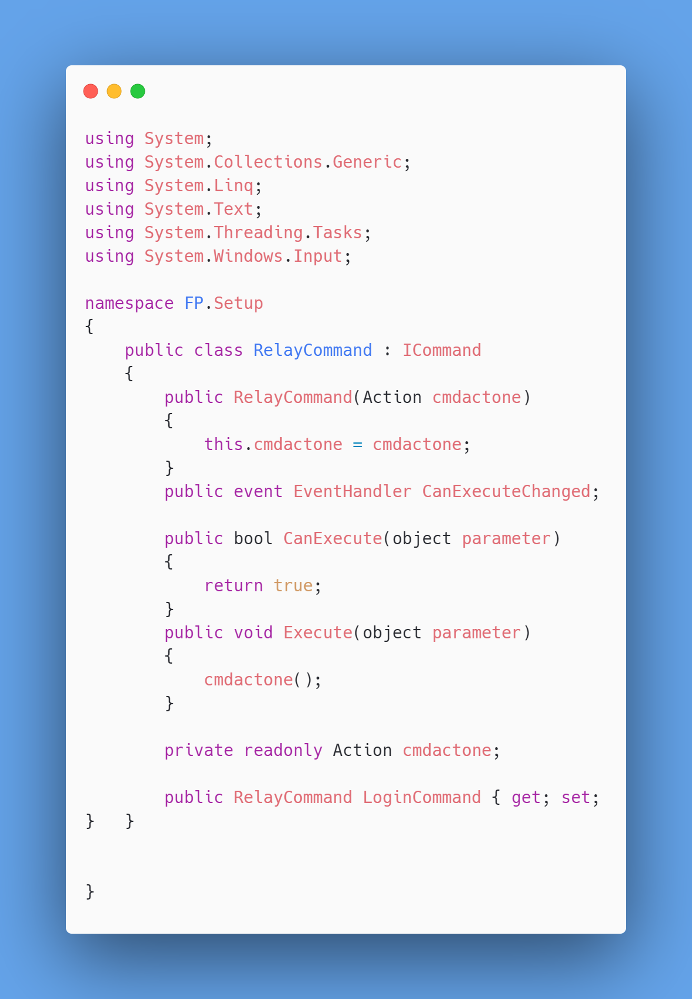 using System;
using System.Collections.Generic;
using System.Linq;
using System.Text;
using System.Threading.Tasks;
using System.Windows.Input;

namespace FP.Setup
{
    public class RelayCommand : ICommand
    {
        public RelayCommand(Action cmdactone)
        {
            this.cmdactone = cmdactone;
        }
        public event EventHandler CanExecuteChanged;

        public bool CanExecute(object parameter)
        {
            return true;
        }
        public void Execute(object parameter)
        {
            cmdactone();
        }

        private readonly Action cmdactone;

        public RelayCommand LoginCommand { get; set;
}   }


}